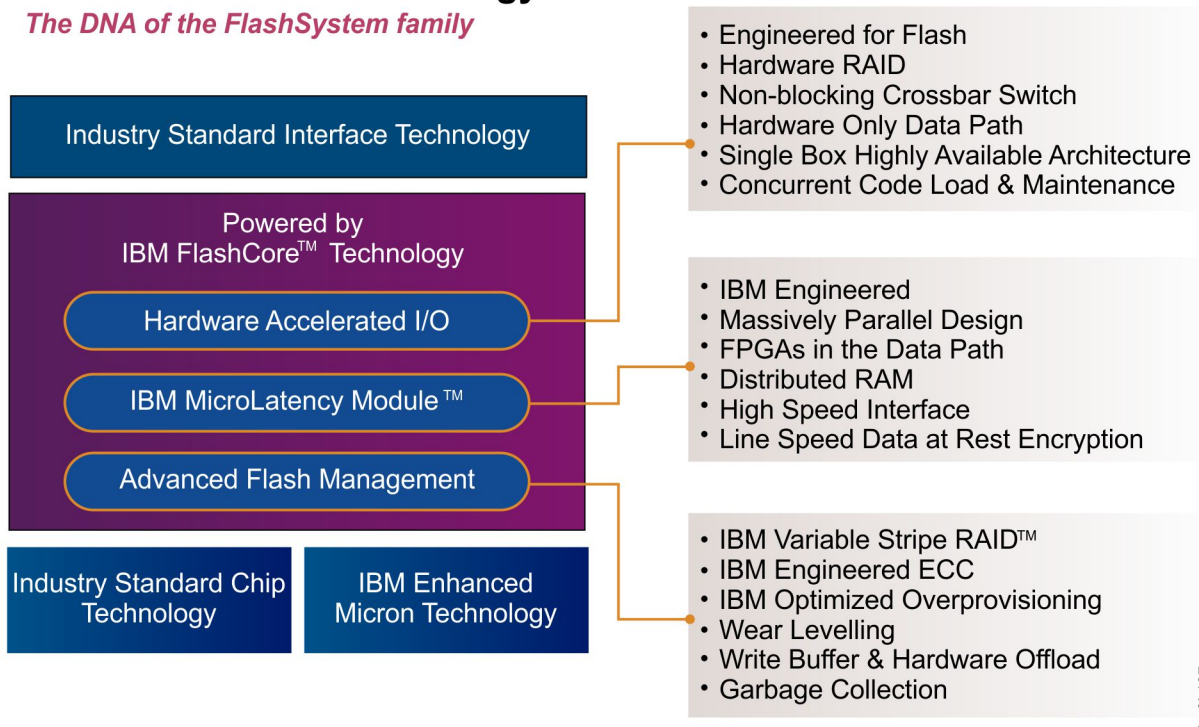 The DNA of the FlashSystem family
Industry Standard Interface Technology
Powered by
IBM FlashCore™ Technology
Hardware Accelerated I/O
IBM MicroLatency Module™
Advanced Flash Management
Industry Standard Chip
Technology
IBM Enhanced
Micron Technology
• Engineered for Flash
• Hardware RAID
• Non-blocking Crossbar Switch
• Hardware Only Data Path
• Single Box Highly Available Architecture
• Concurrent Code Load & Maintenance
• IBM Engineered
• Massively Parallel Design
• FPGAs in the Data Path
• Distributed RAM
• High Speed Interface
• Line Speed Data at Rest Encryption
• IBM Variable Stripe RAID™
• IBM Engineered ECC
• IBM Optimized Overprovisioning
• Wear Levelling
• Write Buffer & Hardware Offload
• Garbage Collection